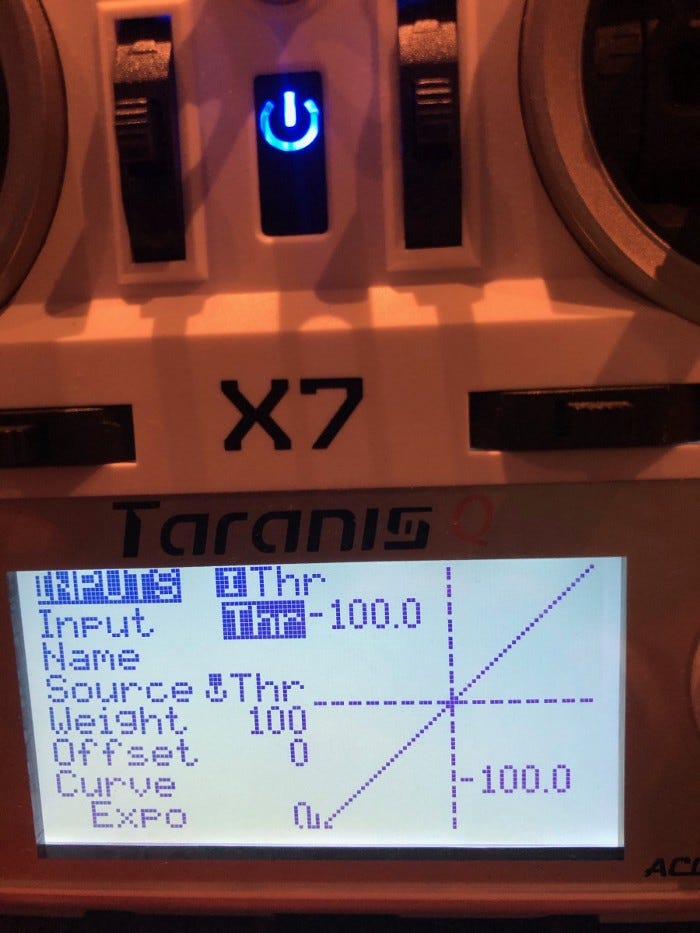 X7
Taranis Q
INPUTS Thr
Input Thr -100.0
Name
Source Thr
Weight 100
Offset 0
-100.0
Curve
Expo 0